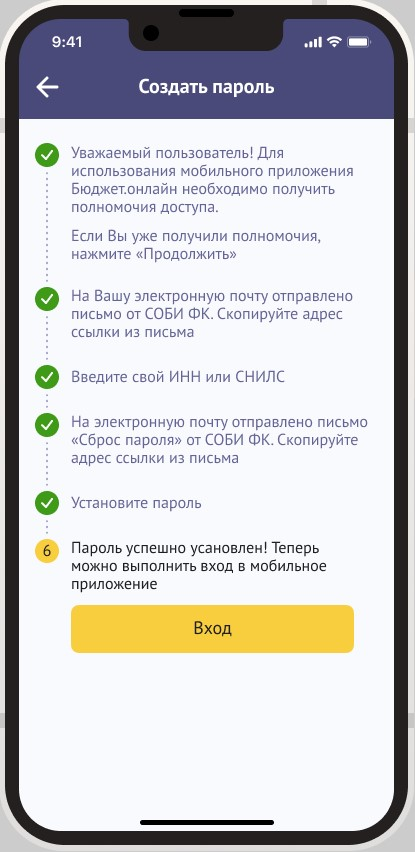 9:41
Создать пароль
Уважаемый пользователь! Для
использования мобильного приложения
Бюджет.онлайн необходимо получить
полномочия доступа.
Если Вы уже получили полномочия,
нажмите «Продолжить»
На Вашу электронную почту отправлено
письмо от СОБИ ФК. Скопируйте адрес
ссылки из письма
Введите свой ИНН или СНИЛС
На электронную почту отправлено письмо
«Сброс пароля» от СОБИ ФК. Скопируйте
адрес ссылки из письма
Установите пароль
6
Пароль успешно усановлен! Теперь
можно выполнить вход в мобильное
приложение
Вход